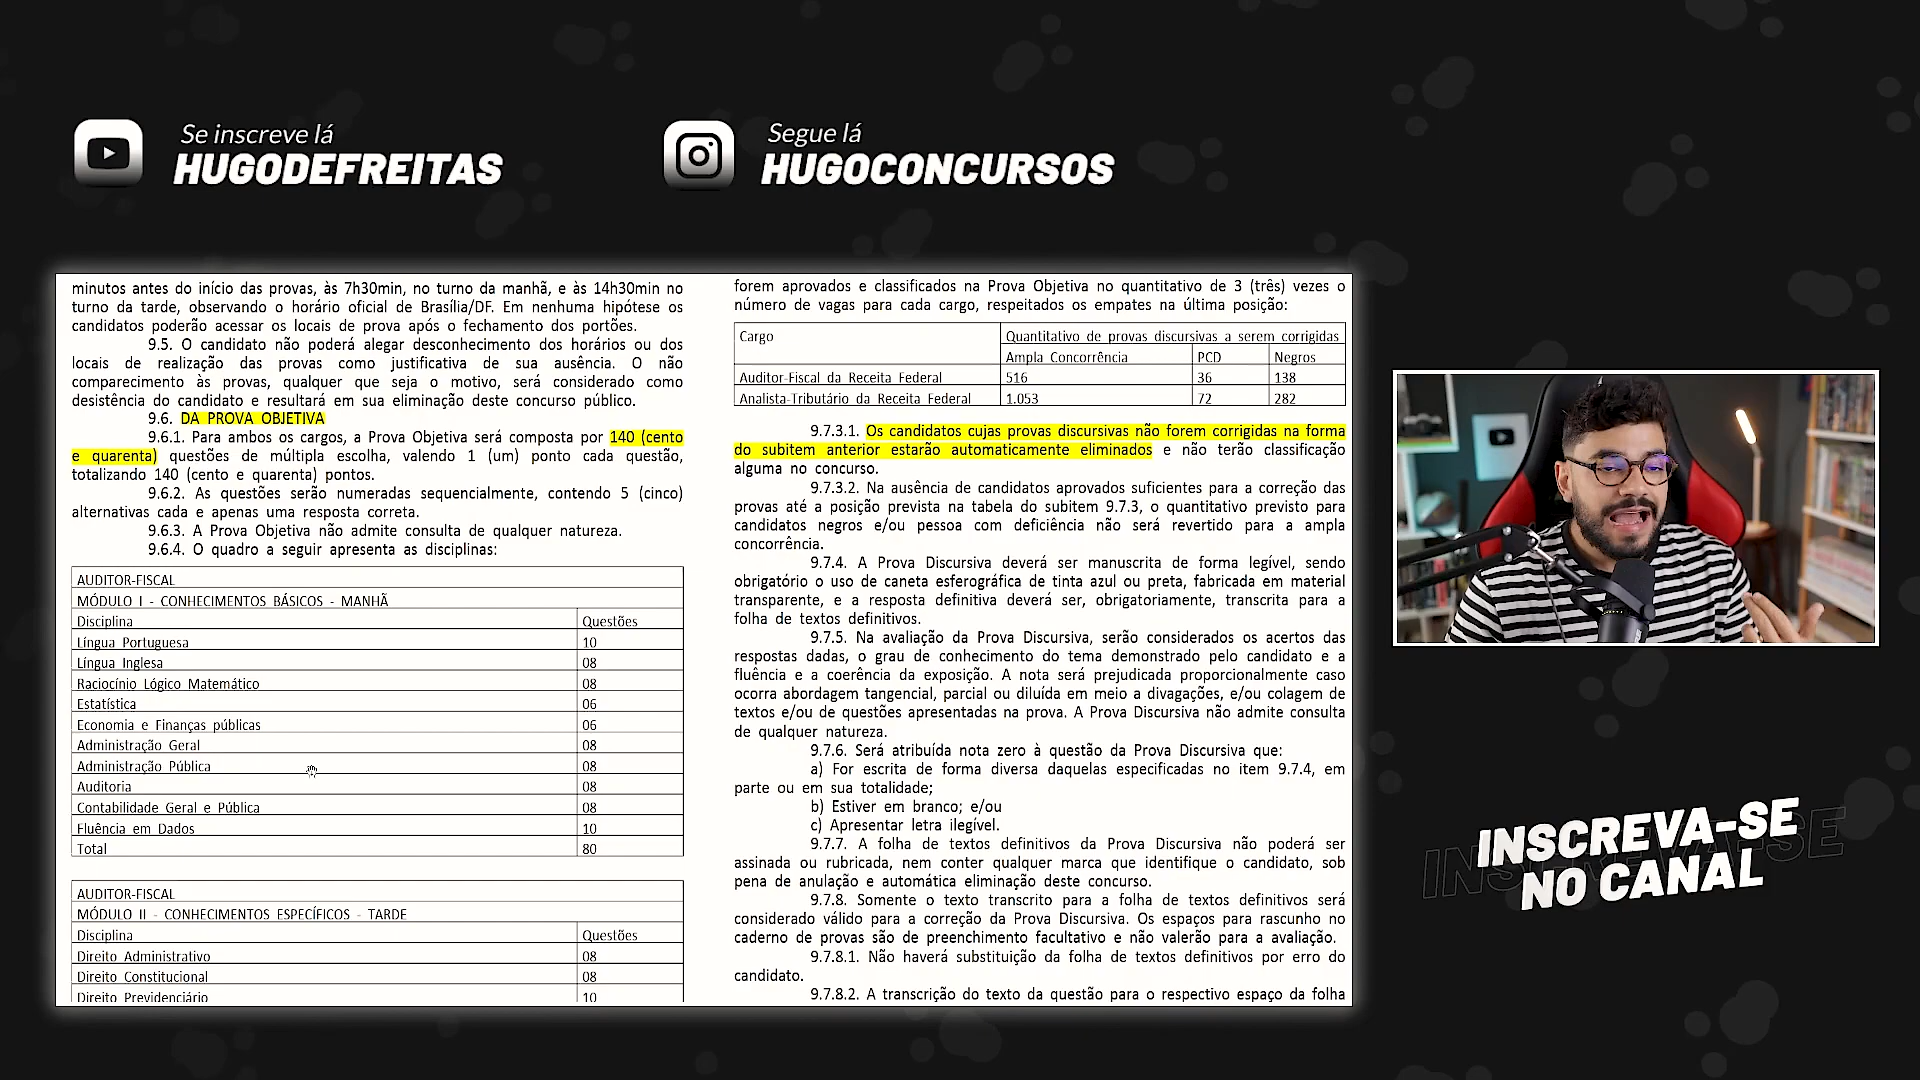 Se inscreve lá
HUGODEFREITAS
Segue lá
HUGOCONCURSOS
minutos antes do início das provas, às 7h30min, no turno da manhã, e às 14h30min no
turno da tarde, observando o horário oficial de Brasília/DF. Em nenhuma hipótese os
candidatos poderão acessar os locais de prova após o fechamento dos portões.
9.5. O candidato não poderá alegar desconhecimento dos horários ou dos
locais de realização das provas como justificativa de sua ausência. O não
comparecimento às provas, qualquer que seja o motivo, será considerado como
desistência do candidato e resultará em sua eliminação deste concurso público.
9.6. DA PROVA OBJETIVA
9.6.1. Para ambos os cargos, a Prova Objetiva será composta por 140 (cento
e quarenta) questões de múltipla escolha, valendo 1 (um) ponto cada questão,
totalizando 140 (cento e quarenta) pontos.
9.6.2. As questões serão numeradas sequencialmente, contendo 5 (cinco)
alternativas cada e apenas uma resposta correta.
9.6.3. A Prova Objetiva não admite consulta de qualquer natureza.
9.6.4. O quadro a seguir apresenta as disciplinas:
AUDITOR-FISCAL
MÓDULO I - CONHECIMENTOS BÁSICOS - MANHÃ
Disciplina Questões
Língua Portuguesa 10
Língua Inglesa 08
Raciocínio Lógico Matemático 08
Estatística 06
Economia e Finanças públicas 06
Administração Geral 08
Administração Pública 08
Auditoria 08
Contabilidade Geral e Pública 08
Fluência em Dados 10
Total 80
AUDITOR-FISCAL
MÓDULO II - CONHECIMENTOS ESPECÍFICOS - TARDE
Disciplina Questões
Direito Administrativo 08
Direito Constitucional 08
Direito Previdenciário 10
forem aprovados e classificados na Prova Objetiva no quantitativo de 3 (três) vezes o
número de vagas para cada cargo, respeitados os empates na última posição:
Cargo Quantitativo de provas discursivas a serem corrigidas
Ampla Concorrência PCD Negros
Auditor-Fiscal da Receita Federal 516 36 138
Analista-Tributário da Receita Federal 1.053 72 282
9.7.3.1. Os candidatos cujas provas discursivas não forem corrigidas na forma
do subitem anterior estarão automaticamente eliminados e não terão classificação
alguma no concurso.
9.7.3.2. Na ausência de candidatos aprovados suficientes para a correção das
provas até a posição prevista na tabela do subitem 9.7.3, o quantitativo previsto para
candidatos negros e/ou pessoa com deficiência não será revertido para a ampla
concorrência.
9.7.4. A Prova Discursiva deverá ser manuscrita de forma legível, sendo
obrigatório o uso de caneta esferográfica de tinta azul ou preta, fabricada em material
transparente, e a resposta definitiva deverá ser, obrigatoriamente, transcrita para a
folha de textos definitivos.
9.7.5. Na avaliação da Prova Discursiva, serão considerados os acertos das
respostas dadas, o grau de conhecimento do tema demonstrado pelo candidato e a
fluência e a coerência da exposição. A nota será prejudicada proporcionalmente caso
ocorra abordagem tangencial, parcial ou diluída em meio a divagações, e/ou colagem de
textos e/ou de questões apresentadas na prova. A Prova Discursiva não admite consulta
de qualquer natureza.
9.7.6. Será atribuída nota zero à questão da Prova Discursiva que:
a) For escrita de forma diversa daquelas especificadas no item 9.7.4, em
parte ou em sua totalidade;
b) Estiver em branco; e/ou
c) Apresentar letra ilegível.
9.7.7. A folha de textos definitivos da Prova Discursiva não poderá ser
assinada ou rubricada, nem conter qualquer marca que identifique o candidato, sob
pena de anulação e automática eliminação deste concurso.
9.7.8. Somente o texto transcrito para a folha de textos definitivos será
considerado válido para a correção da Prova Discursiva. Os espaços para rascunho no
caderno de provas são de preenchimento facultativo e não valerão para a avaliação.
9.7.8.1. Não haverá substituição da folha de textos definitivos por erro do
candidato.
9.7.8.2. A transcrição do texto da questão para o respectivo espaço da folha
INSCREVA-SE
NO CANAL